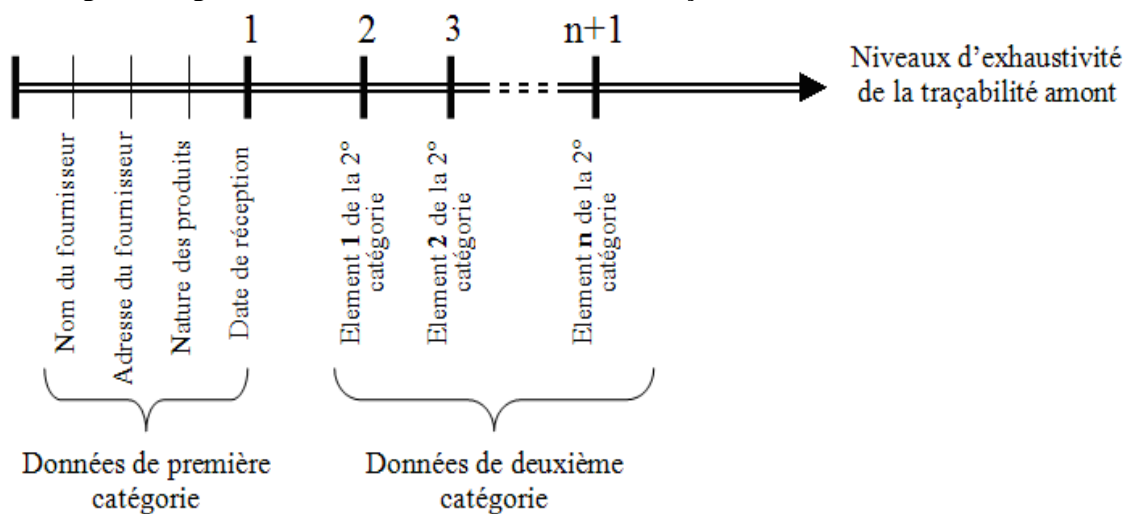 1
2
3
n+1
Niveaux d'exhaustivité
de la traçabilité amont
Nom du fournisseur
Adresse du fournisseur
Nature des produits
Date de réception
Element 1 de la 2°
catégorie
Element 2 de la 2°
catégorie
Element n de la 2°
catégorie
Données de première
catégorie
Données de deuxième
catégorie